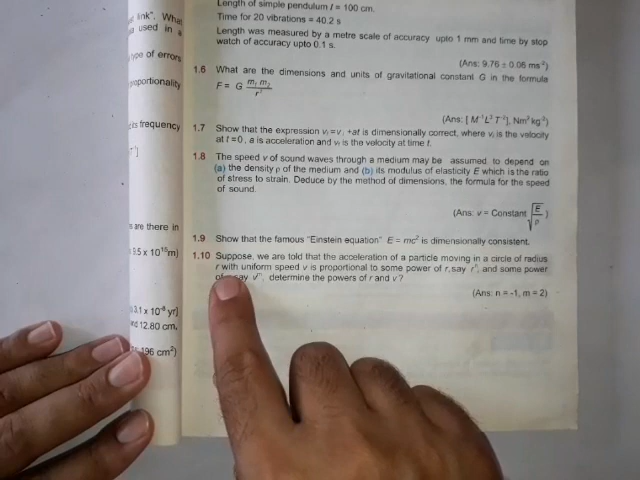 Length of simple pendulum l = 100 cm.
Time for 20 vibrations = 40.2 s
Length was measured by a metre scale of accuracy upto 1 mm and time by stop
watch of accuracy upto 0.1 s.
(Ans: 9.76 ± 0.06 ms⁻²)
1.6 What are the dimensions and units of gravitational constant G in the formula
F = G m₁ m₂ / r²
(Ans: [M⁻¹L³T⁻²], Nm²kg⁻²)
1.7 Show that the expression vf = vi + at is dimensionally correct, where vi is the velocity
at t = 0, a is acceleration and vf is the velocity at time t.
1.8 The speed v of sound waves through a medium may be assumed to depend on
(a) the density ρ of the medium and (b) its modulus of elasticity E which is the ratio
of stress to strain. Deduce by the method of dimensions, the formula for the speed
of sound.
(Ans: v = Constant √(E/ρ))
1.9 Show that the famous "Einstein equation" E = mc² is dimensionally consistent.
1.10 Suppose, we are told that the acceleration of a particle moving in a circle of radius
r with uniform speed v is proportional to some power of r, say rⁿ, and some power
say vᵐ, determine the powers of r and v?
(Ans: n = -1, m = 2)
link". What
used in a
type of errors
proportionality
its frequency
T⁻¹]
are there in
9.5 x 10¹⁵m)
3.1 x 10⁻⁸ yr)
12.80 cm,
196 cm²)